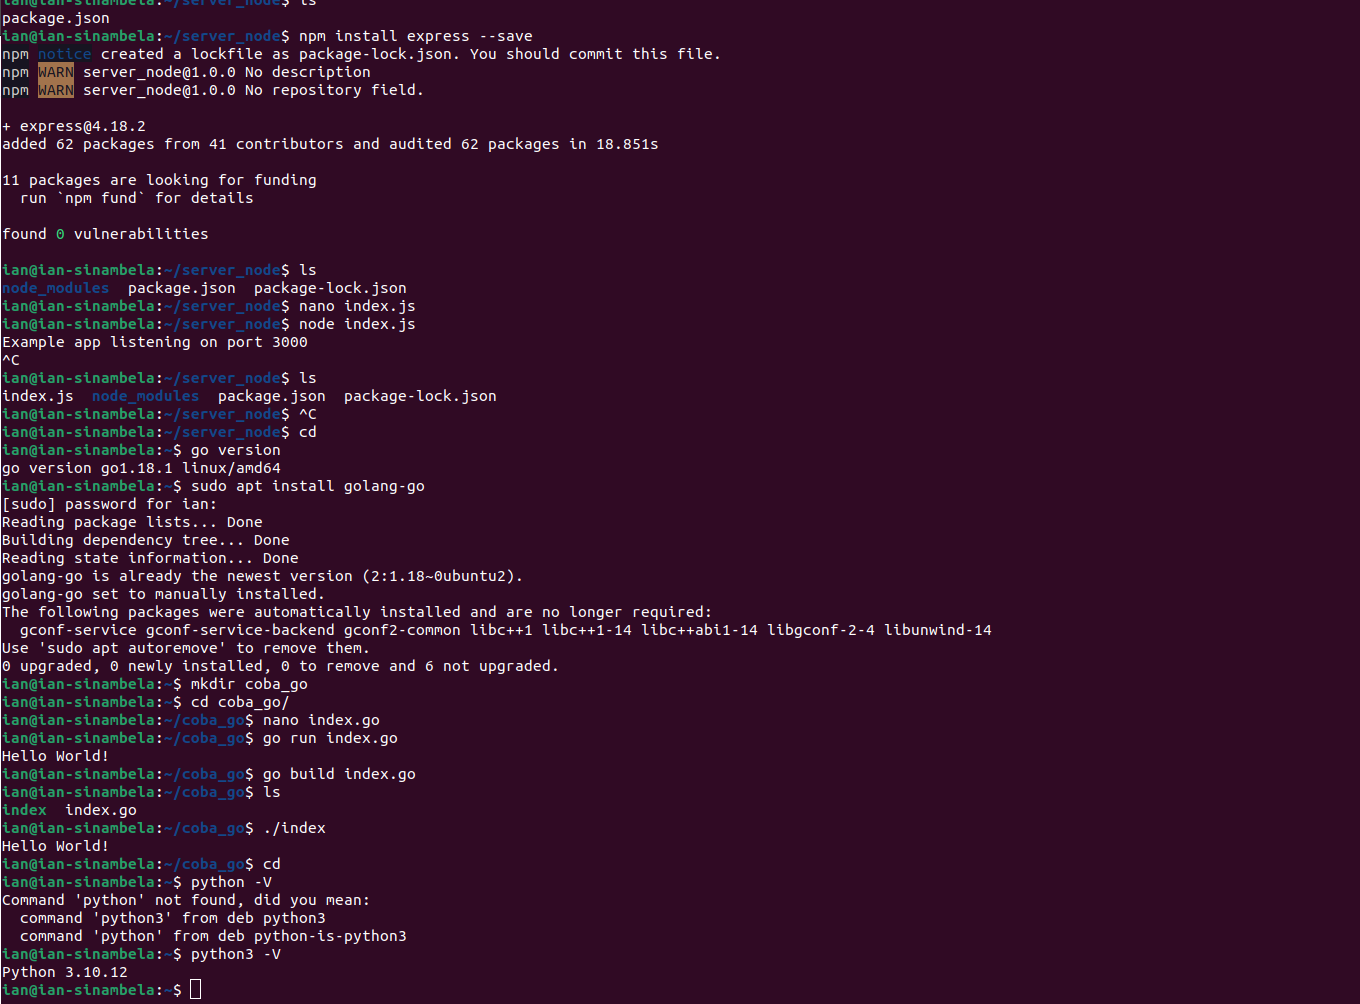 ian@ian-sinambela:~/server_node$ ls
package.json
ian@ian-sinambela:~/server_node$ npm install express --save
npm notice created a lockfile as package-lock.json. You should commit this file.
npm WARN server_node@1.0.0 No description
npm WARN server_node@1.0.0 No repository field.
+ express@4.18.2
added 62 packages from 41 contributors and audited 62 packages in 18.851s
11 packages are looking for funding
  run `npm fund` for details
found 0 vulnerabilities
ian@ian-sinambela:~/server_node$ ls
node_modules  package.json  package-lock.json
ian@ian-sinambela:~/server_node$ nano index.js
ian@ian-sinambela:~/server_node$ node index.js
Example app listening on port 3000
^C
ian@ian-sinambela:~/server_node$ ls
index.js  node_modules  package.json  package-lock.json
ian@ian-sinambela:~/server_node$ ^C
ian@ian-sinambela:~/server_node$ cd
ian@ian-sinambela:~$ go version
go version go1.18.1 linux/amd64
ian@ian-sinambela:~$ sudo apt install golang-go
[sudo] password for ian:
Reading package lists... Done
Building dependency tree... Done
Reading state information... Done
golang-go is already the newest version (2:1.18~0ubuntu2).
golang-go set to manually installed.
The following packages were automatically installed and are no longer required:
  gconf-service gconf-service-backend gconf2-common libc++1 libc++1-14 libc++abi1-14 libgconf-2-4 libunwind-14
Use 'sudo apt autoremove' to remove them.
0 upgraded, 0 newly installed, 0 to remove and 6 not upgraded.
ian@ian-sinambela:~$ mkdir coba_go
ian@ian-sinambela:~$ cd coba_go/
ian@ian-sinambela:~/coba_go$ nano index.go
ian@ian-sinambela:~/coba_go$ go run index.go
Hello World!
ian@ian-sinambela:~/coba_go$ go build index.go
ian@ian-sinambela:~/coba_go$ ls
index  index.go
ian@ian-sinambela:~/coba_go$ ./index
Hello World!
ian@ian-sinambela:~/coba_go$ cd
ian@ian-sinambela:~$ python -V
Command 'python' not found, did you mean:
  command 'python3' from deb python3
  command 'python' from deb python-is-python3
ian@ian-sinambela:~$ python3 -V
Python 3.10.12
ian@ian-sinambela:~$